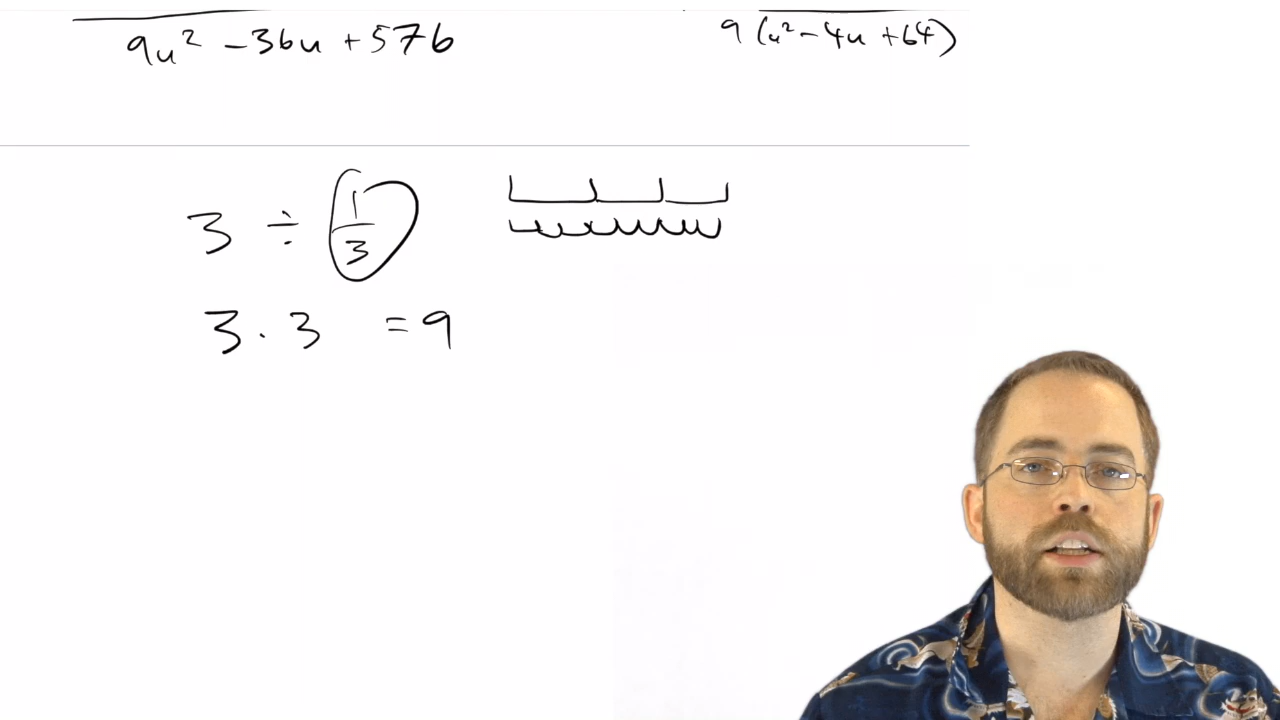 9u² - 36u + 576
9(u² - 4u + 64)
3 ÷ 1/3
3 · 3 = 9